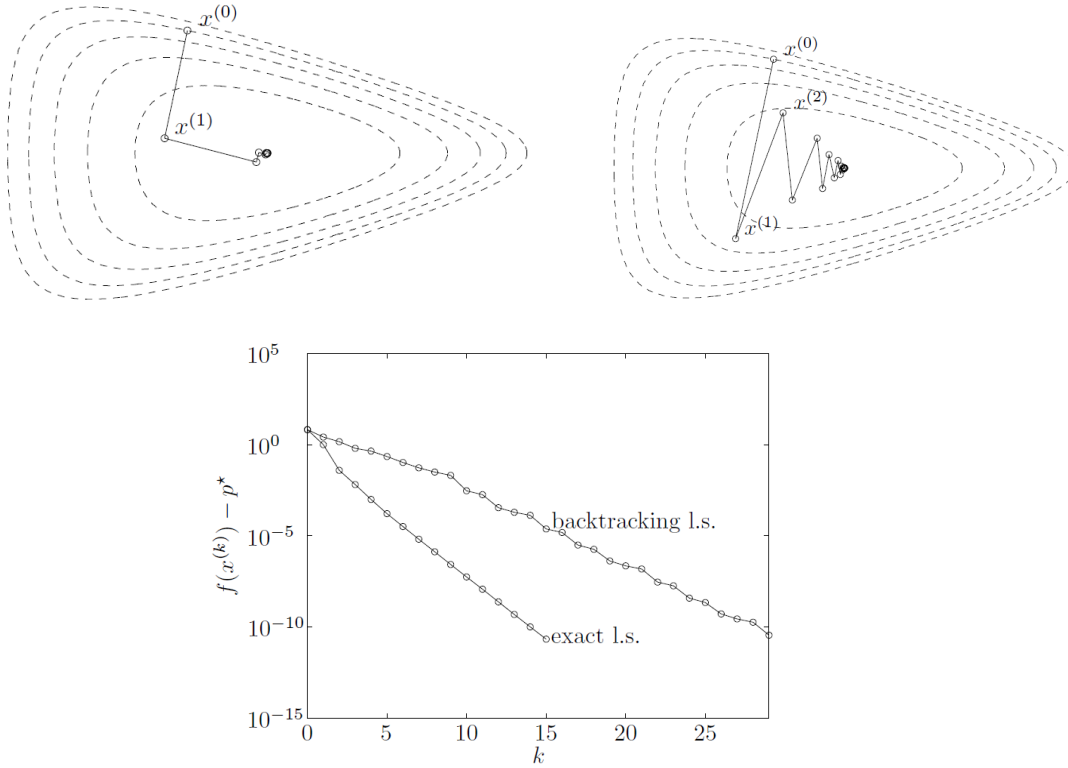 x^{(0)}
x^{(1)}
x^{(0)}
x^{(2)}
x^{(1)}
10^5
10^0
10^{-5}
10^{-10}
10^{-15}
f(x^{(k)}) − p^⋆
backtracking l.s.
exact l.s.
0 5 10 15 20 25
k